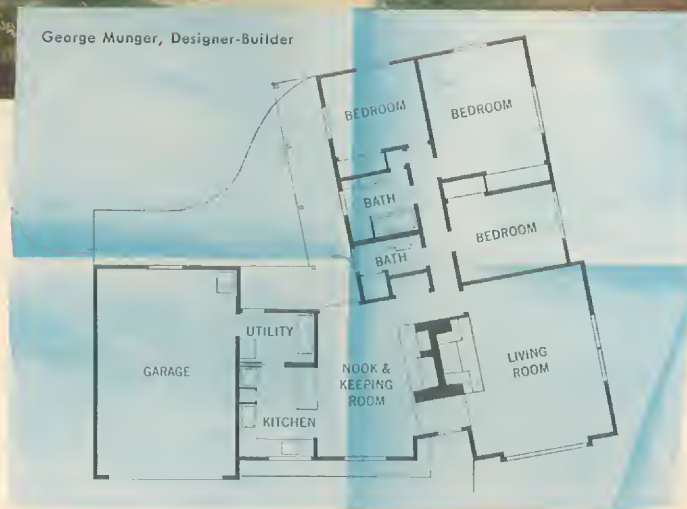 George Munger, Designer-Builder
BEDROOM
BEDROOM
BATH
BEDROOM
BATH
UTILITY
GARAGE
NOOK &
KEEPING
ROOM
LIVING
ROOM
KITCHEN